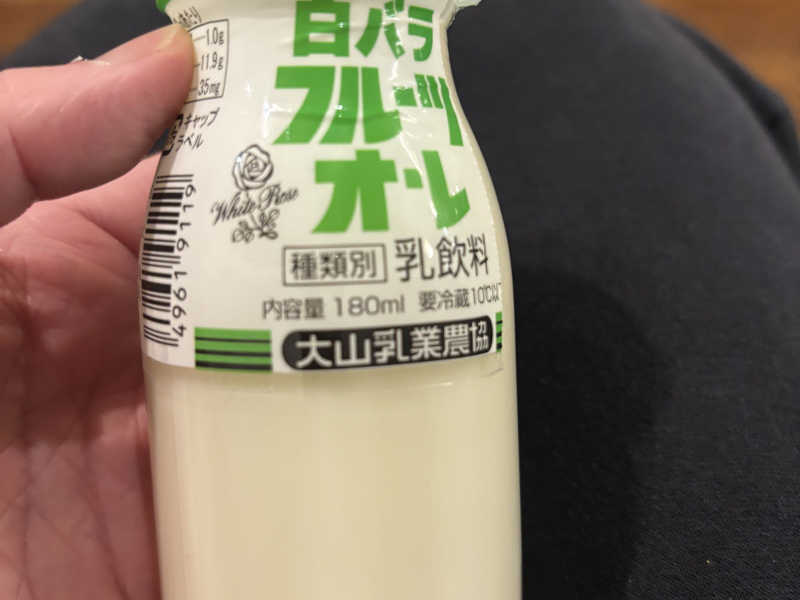 1.0g
11.9g
35mg
キャップ
ラベル
白バラ
フルーツ
オ・レ
White Rose
種類別 乳飲料
内容量 180ml 要冷蔵10℃以
大山乳業農協
4961 9119